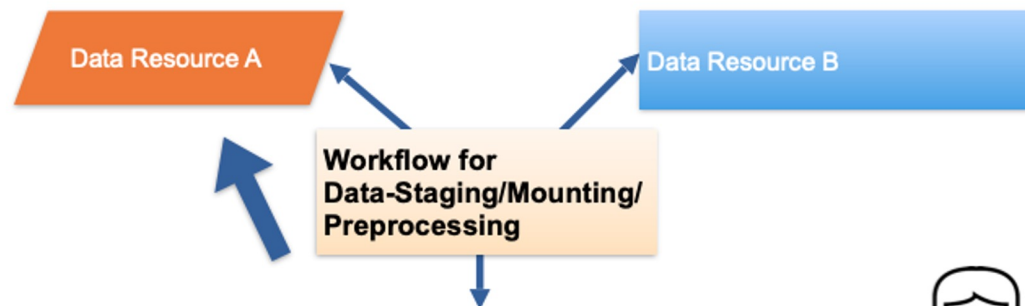 Data Resource A
Data Resource B
Workflow for
Data-Staging/Mounting/
Preprocessing